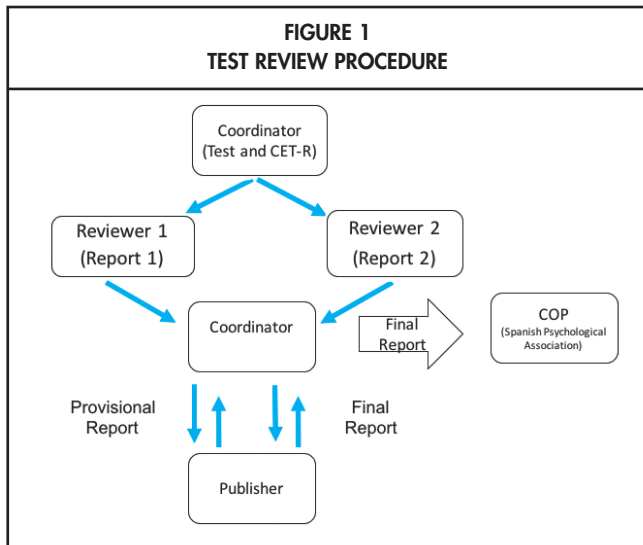 FIGURE 1
TEST REVIEW PROCEDURE
Coordinator
(Test and CET-R)
Reviewer 1
(Report 1)
Reviewer 2
(Report 2)
Coordinator
Final
Report
COP
(Spanish Psychological
Association)
Provisional
Report
Final
Report
Publisher